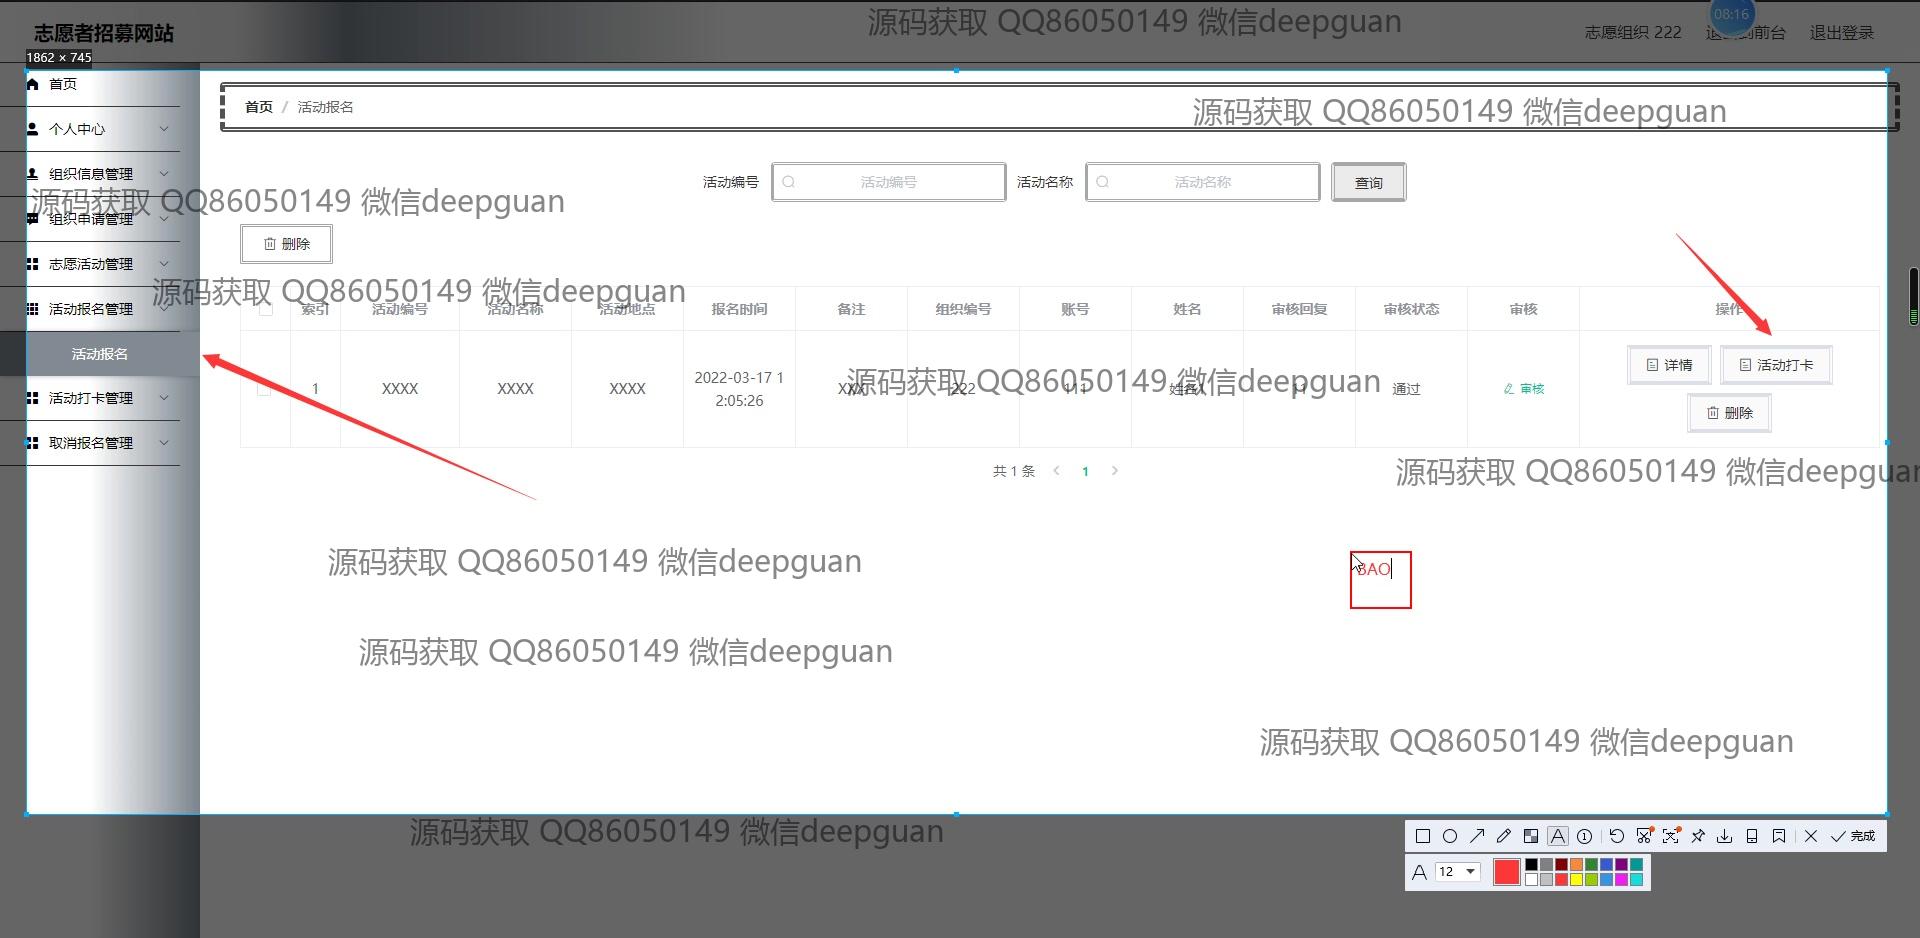 源码获取 QQ86050149 微信deepguan
08:16
志愿者招募网站
志愿组织 222
退出登录
1862 × 745
首页
首页 / 活动报名
源码获取 QQ86050149 微信deepguan
个人中心
组织信息管理
活动编号 活动编号 活动名称 活动名称 查询
源码获取 QQ86050149 微信deepguan
组织申请管理
删除
志愿活动管理
源码获取 QQ86050149 微信deepguan
活动报名管理
索引 活动编号 活动名称 活动地点 报名时间 备注 组织编号 账号 姓名 审核回复 审核状态 审核 操作
活动报名
详情 活动打卡
1 XXXX XXXX XXXX 2022-03-17 1 222 111 11 通过 审核
2:05:26
源码获取 QQ86050149 微信deepguan
活动打卡管理
删除
取消报名管理
共 1 条 1
源码获取 QQ86050149 微信deepguan
源码获取 QQ86050149 微信deepguan
BAO
源码获取 QQ86050149 微信deepguan
源码获取 QQ86050149 微信deepguan
源码获取 QQ86050149 微信deepguan
完成
A 12